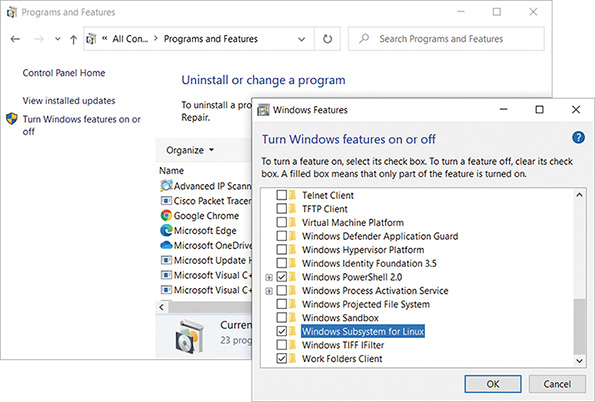 Programs and Features
« All Con... > Programs and Features
Search Programs and Features
Control Panel Home
View installed updates
Turn Windows features on or
off
Uninstall or change a program
To uninstall a pro
Repair.
Organize
Name
Advanced IP Scann
Cisco Packet Tracer
Google Chrome
Microsoft Edge
Microsoft OneDriv
Microsoft Update H
Microsoft Visual C+
Microsoft Visual C+
Curren
23 prog
Windows Features
Turn Windows features on or off
To turn a feature on, select its check box. To turn a feature off, clear its check
box. A filled box means that only part of the feature is turned on.
Telnet Client
TFTP Client
Virtual Machine Platform
Windows Defender Application Guard
Windows Hypervisor Platform
Windows Identity Foundation 3.5
Windows PowerShell 2.0
Windows Process Activation Service
Windows Projected File System
Windows Sandbox
Windows Subsystem for Linux
Windows TIFF IFilter
Work Folders Client
OK
Cancel